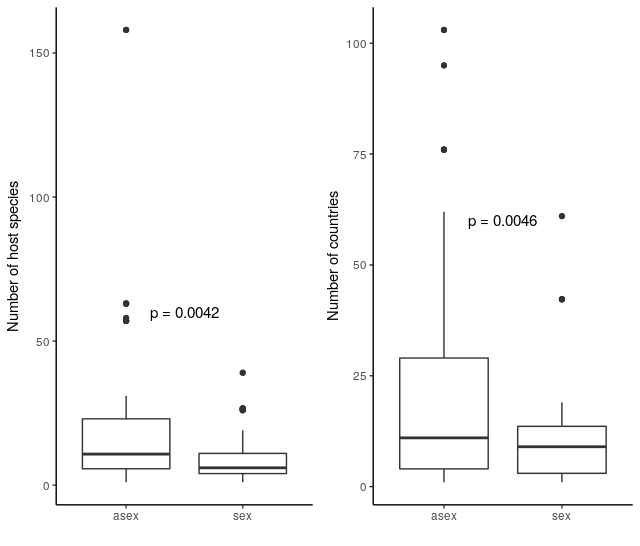 Number of host species
150
100
50
0
p = 0.0042
asex
sex
Number of countries
100
75
50
25
0
p = 0.0046
asex
sex